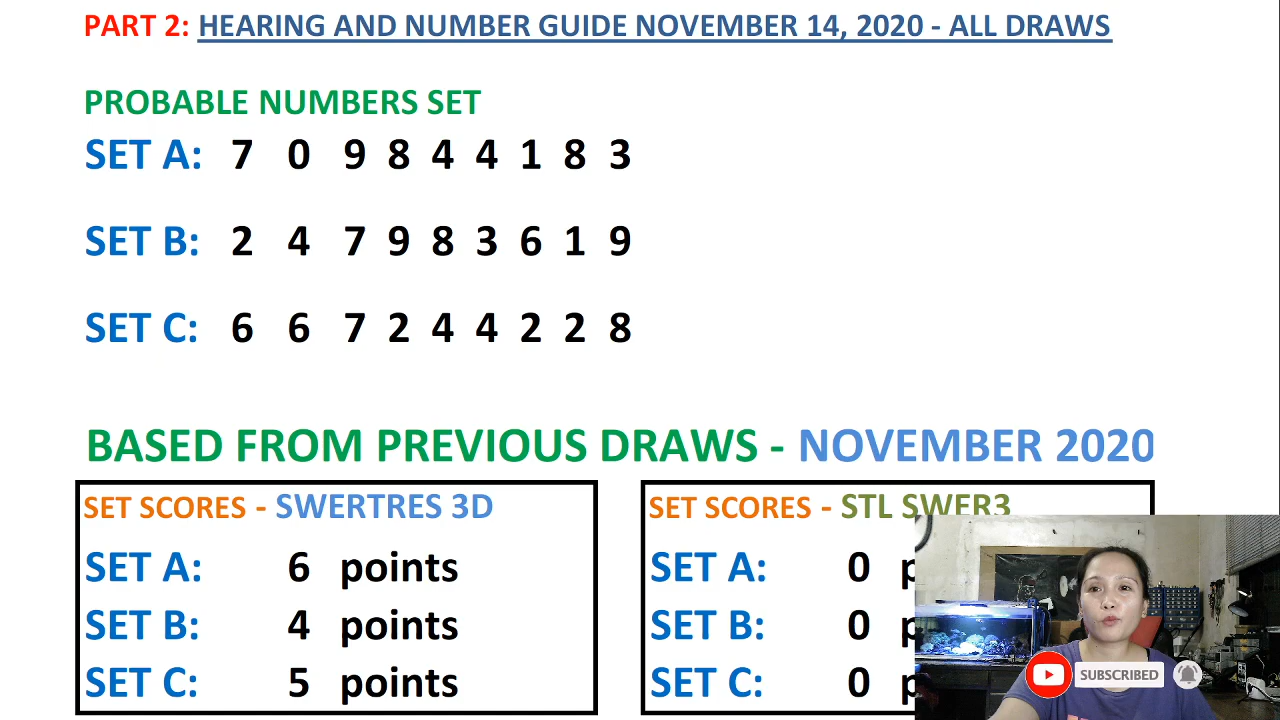 PART 2: HEARING AND NUMBER GUIDE NOVEMBER 14, 2020 - ALL DRAWS
PROBABLE NUMBERS SET
SET A: 7 0 9 8 4 4 1 8 3
SET B: 2 4 7 9 8 3 6 1 9
SET C: 6 6 7 2 4 4 2 2 8
BASED FROM PREVIOUS DRAWS - NOVEMBER 2020
SET SCORES - SWERTRES 3D
SET A: 6 points
SET B: 4 points
SET C: 5 points
SET SCORES - STL SWER3
SET A: 0
SET B: 0
SET C: 0
SUBSCRIBED